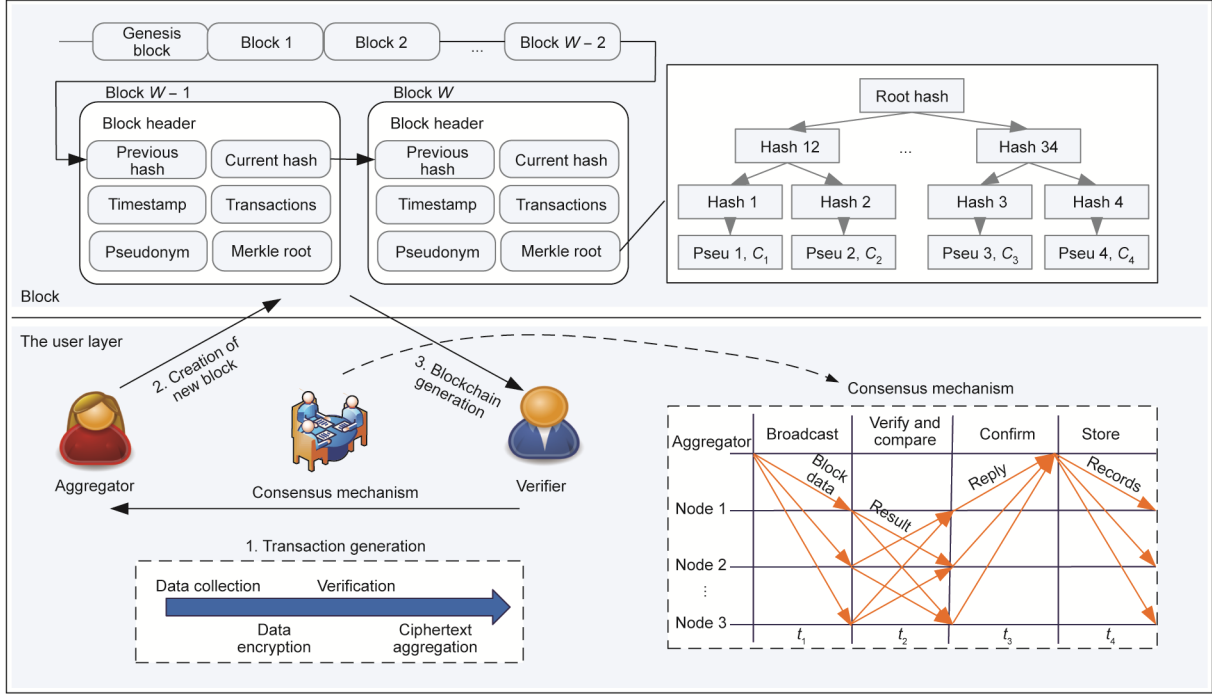 Genesis
block
Block 1
Block 2
...
Block W – 2
Block W – 1
Block header
Previous
hash
Current hash
Timestamp
Transactions
Pseudonym
Merkle root
Block W
Block header
Previous
hash
Current hash
Timestamp
Transactions
Pseudonym
Merkle root
Root hash
Hash 12
...
Hash 34
Hash 1
Hash 2
Hash 3
Hash 4
Pseu 1, C₁
Pseu 2, C₂
Pseu 3, C₃
Pseu 4, C₄
Block
The user layer
2. Creation of
new block
3. Blockchain
generation
Aggregator
Consensus mechanism
Verifier
1. Transaction generation
Data collection
Verification
Data
encryption
Ciphertext
aggregation
Consensus mechanism
Aggregator
Broadcast
Verify and
compare
Confirm
Store
Block
data
Result
Reply
Records
Node 1
Node 2
...
Node 3
t₁
t₂
t₃
t₄